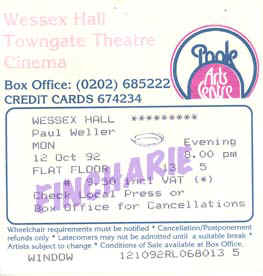 Wessex Hall
Towngate Theatre
Cinema
Poole
Arts
Centre
Box Office: (0202) 685222
CREDIT CARDS 674234
WESSEX HALL *********
Paul Weller
MON Evening
12 Oct 92 8.00 pm
FLAT FLOOR 5
incl VAT (*)
Check Local Press or
Box Office for Cancellations
Wheelchair requirements must be notified * Cancellation/Postponement
refunds only * Latecomers may not be admitted until a suitable break
* Artists subject to change * Conditions of Sale available at Box Office.
WINDOW 121092RL068013 5